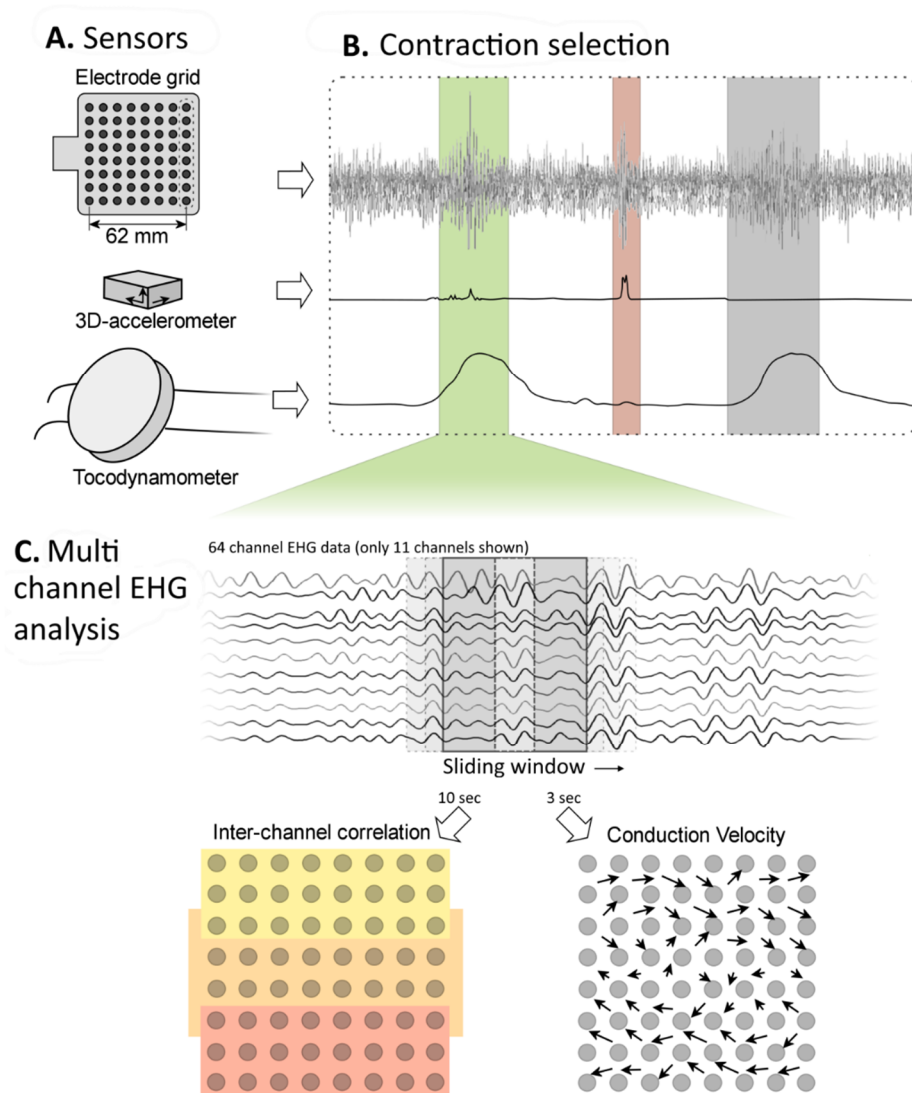 A. Sensors
Electrode grid
62 mm
3D-accelerometer
Tocodynamometer
B. Contraction selection
C. Multi
channel EHG
analysis
64 channel EHG data (only 11 channels shown)
Sliding window
10 sec
3 sec
Inter-channel correlation
Conduction Velocity